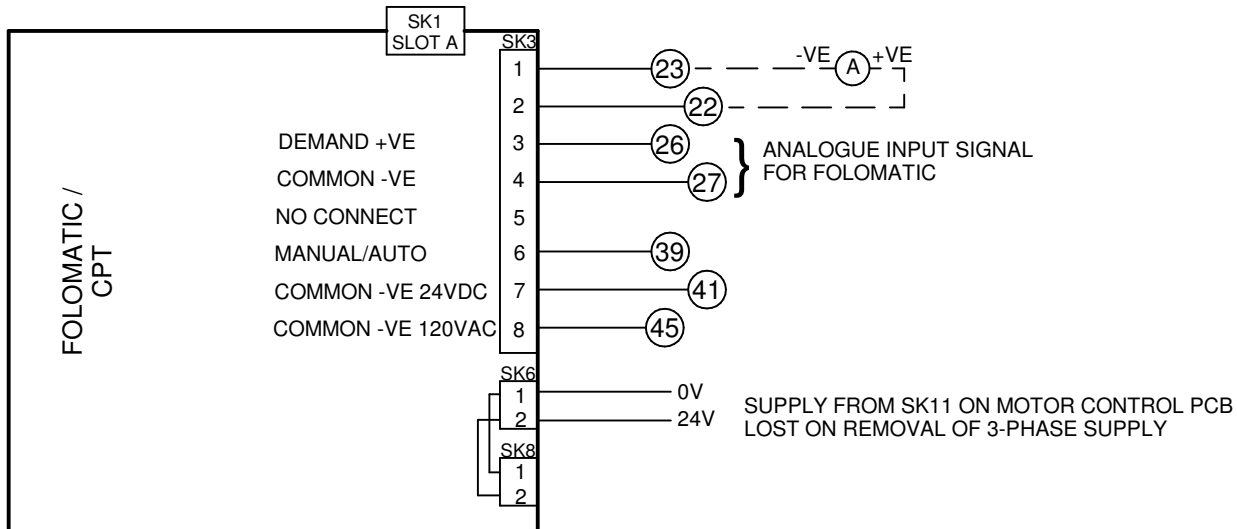 SK1
SLOT A
SK3
1 23 -VE A +VE
2 22
DEMAND +VE 3 26
COMMON -VE 4 27
ANALOGUE INPUT SIGNAL
FOR FOLOMATIC
NO CONNECT 5
MANUAL/AUTO 6 39
COMMON -VE 24VDC 7 41
COMMON -VE 120VAC 8 45
FOLOMATIC /
CPT
SK6
1 0V
2 24V
SUPPLY FROM SK11 ON MOTOR CONTROL PCB
LOST ON REMOVAL OF 3-PHASE SUPPLY
SK8
1
2